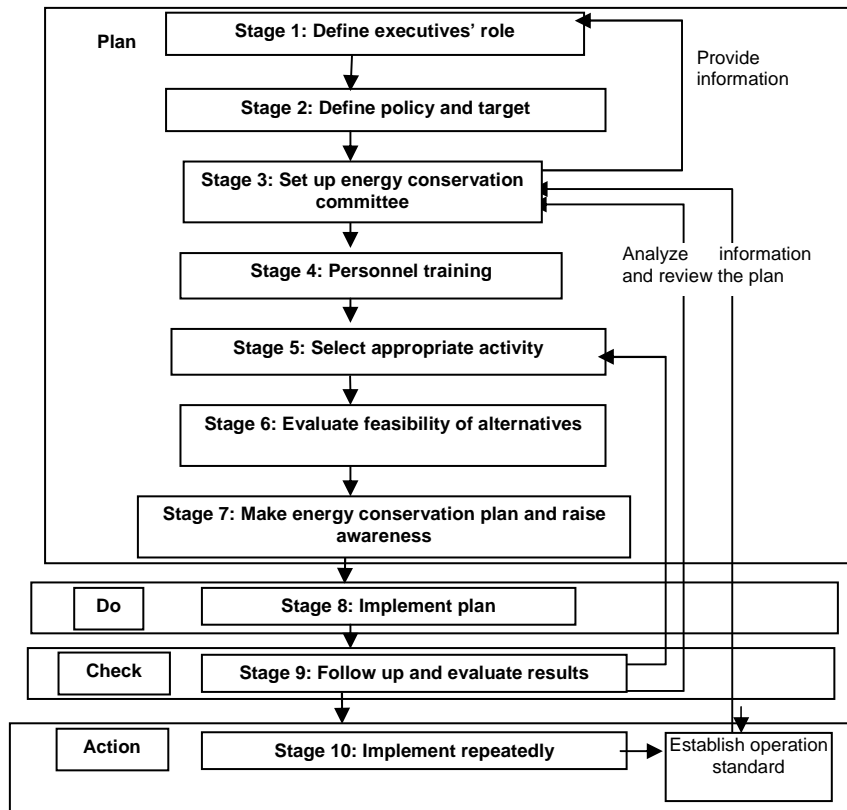 Plan
Stage 1: Define executives’ role
Provide
information
Stage 2: Define policy and target
Stage 3: Set up energy conservation
committee
Analyze information
and review the plan
Stage 4: Personnel training
Stage 5: Select appropriate activity
Stage 6: Evaluate feasibility of alternatives
Stage 7: Make energy conservation plan and raise
awareness
Do
Stage 8: Implement plan
Check
Stage 9: Follow up and evaluate results
Action
Stage 10: Implement repeatedly
Establish operation
standard